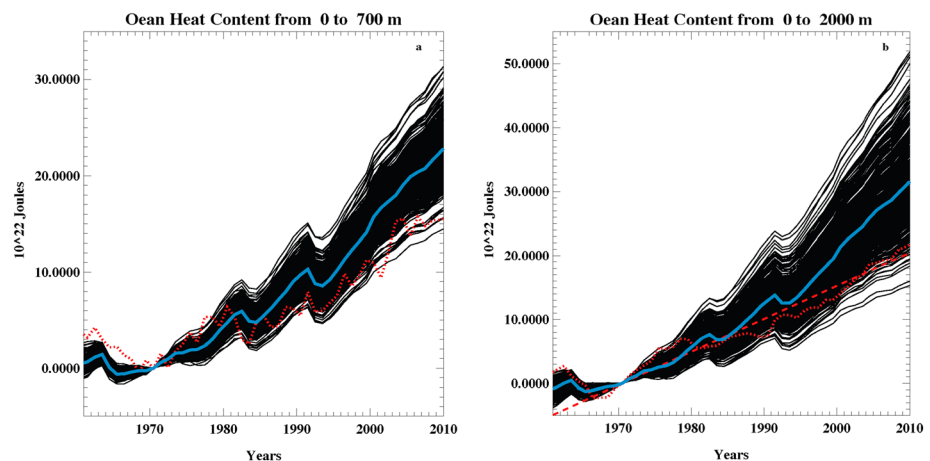 Oean Heat Content from 0 to 700 m
a
30.0000
20.0000
10.0000
0.0000
10^22 Joules
1970 1980 1990 2000 2010
Years
Oean Heat Content from 0 to 2000 m
b
50.0000
40.0000
30.0000
20.0000
10.0000
0.0000
10^22 Joules
1970 1980 1990 2000 2010
Years